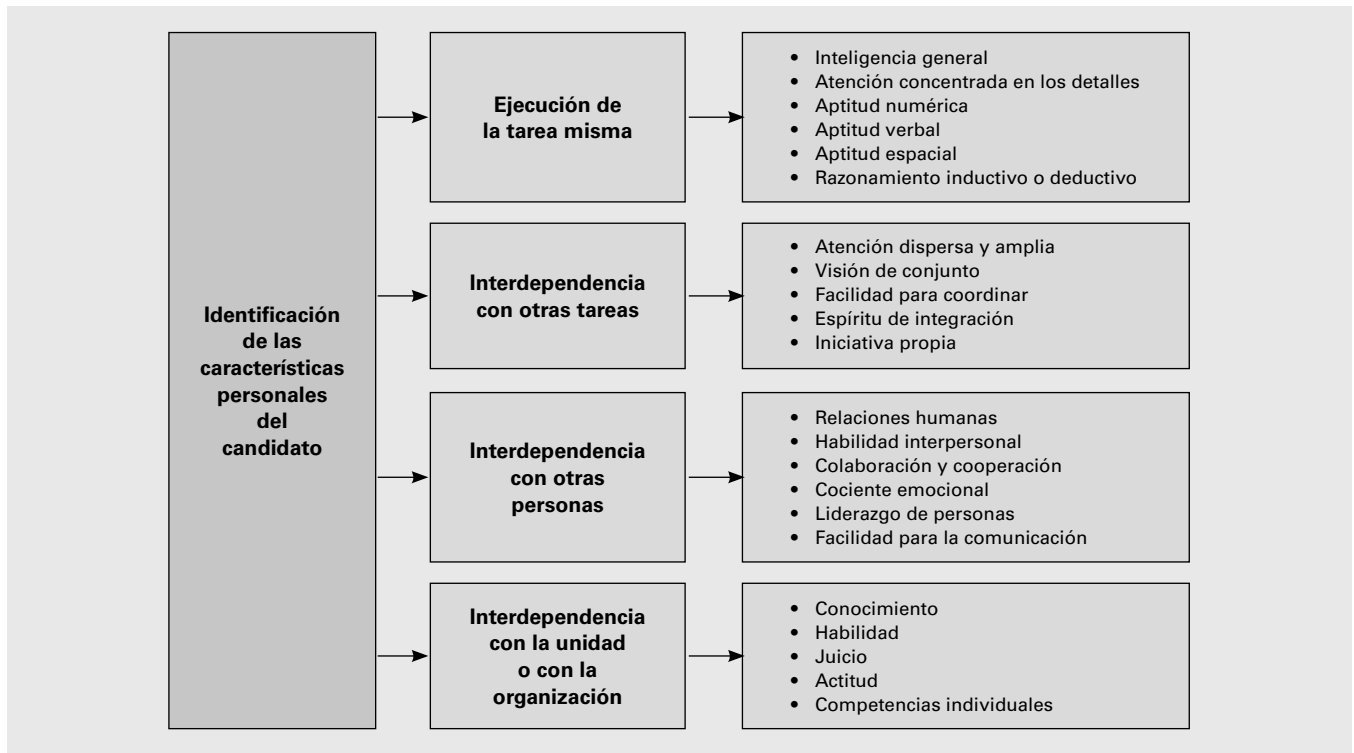 Identificación
de las
características
personales
del
candidato
Ejecución de
la tarea misma
• Inteligencia general
• Atención concentrada en los detalles
• Aptitud numérica
• Aptitud verbal
• Aptitud espacial
• Razonamiento inductivo o deductivo
Interdependencia
con otras tareas
• Atención dispersa y amplia
• Visión de conjunto
• Facilidad para coordinar
• Espíritu de integración
• Iniciativa propia
Interdependencia
con otras
personas
• Relaciones humanas
• Habilidad interpersonal
• Colaboración y cooperación
• Cociente emocional
• Liderazgo de personas
• Facilidad para la comunicación
Interdependencia
con la unidad
o con la
organización
• Conocimiento
• Habilidad
• Juicio
• Actitud
• Competencias individuales